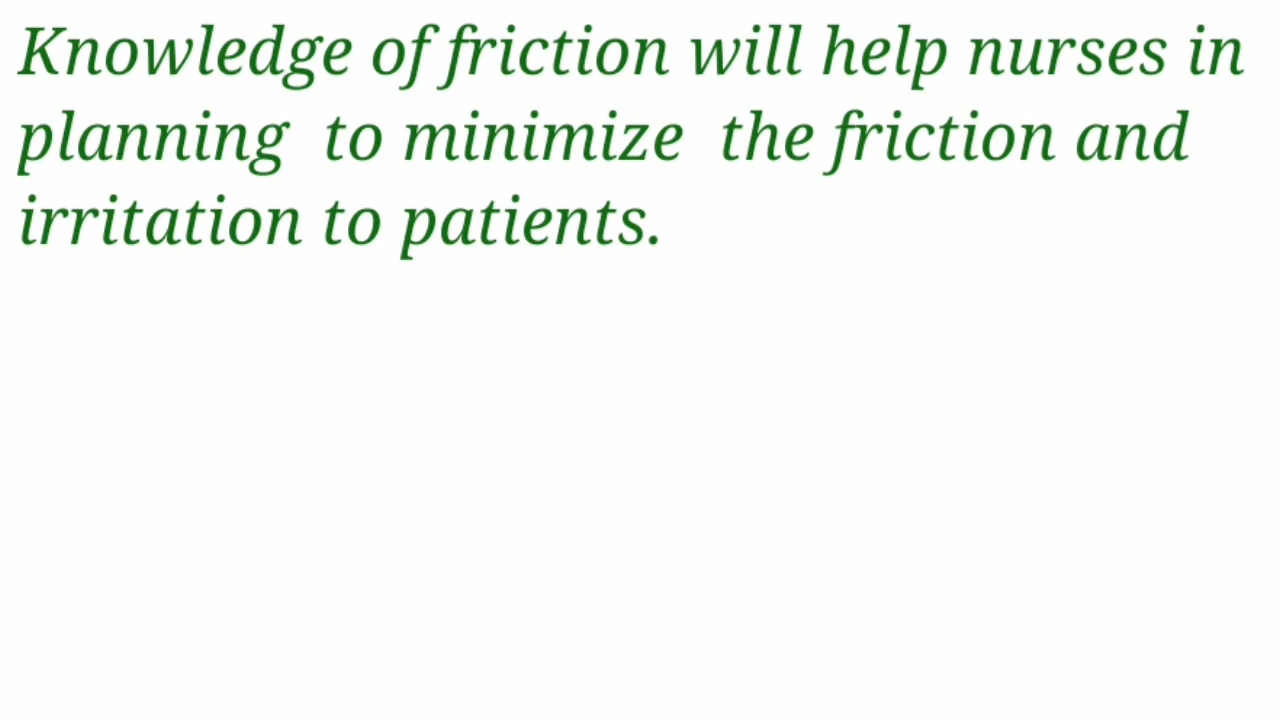 Knowledge of friction will help nurses in
planning  to minimize  the friction and
irritation to patients.